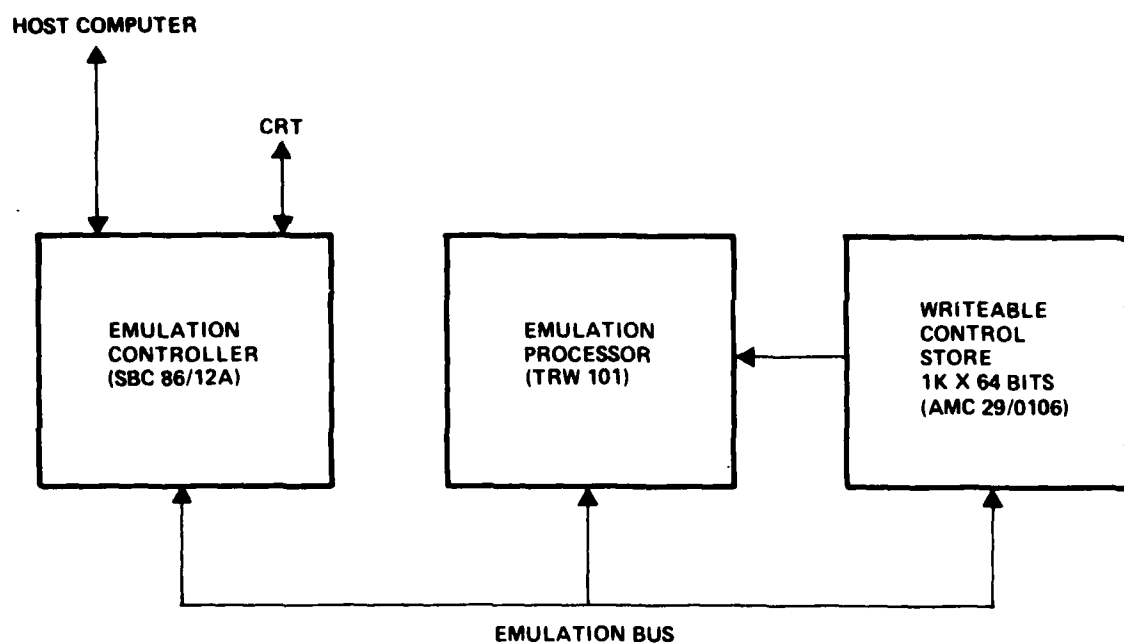 HOST COMPUTER
CRT
EMULATION
CONTROLLER
(SBC 86/12A)
EMULATION
PROCESSOR
(TRW 101)
WRITEABLE
CONTROL
STORE
1K X 64 BITS
(AMC 29/0106)
EMULATION BUS